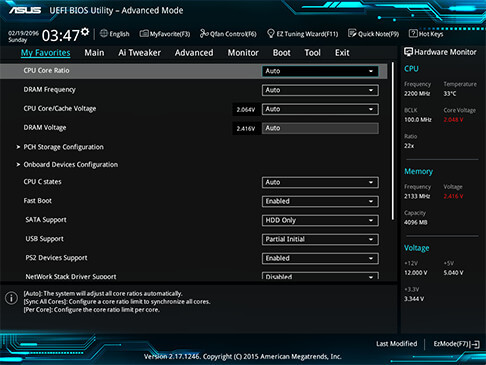 ASUS UEFI BIOS Utility – Advanced Mode
02/19/2096
Sunday
03:47
English
MyFavorite(F3)
Qfan Control(F6)
EZ Tuning Wizard(F11)
Quick Note(F9)
Hot Keys
My Favorites Main Ai Tweaker Advanced Monitor Boot Tool Exit
CPU Core Ratio Auto
DRAM Frequency Auto
CPU Core/Cache Voltage 2.064V Auto
DRAM Voltage 2.416V Auto
> PCH Storage Configuration
> Onboard Devices Configuration
CPU C states Auto
Fast Boot Enabled
SATA Support HDD Only
USB Support Partial Initial
PS2 Devices Support Enabled
NetWork Stack Driver Support Disabled
[Auto]: The system will adjust all core ratios automatically.
[Sync All Cores]: Configure a core ratio limit to synchronize all cores.
[Per Core]: Configure the core ratio limit per core.
Hardware Monitor
CPU
Frequency Temperature
2200 MHz 33°C
BCLK Core Voltage
100.0 MHz 2.048 V
Ratio
22x
Memory
Frequency Voltage
2133 MHz 2.416 V
Capacity
4096 MB
Voltage
+12V +5V
12.000 V 5.040 V
+3.3V
3.344 V
Last Modified EzMode(F7)
Version 2.17.1246. Copyright (C) 2015 American Megatrends, Inc.